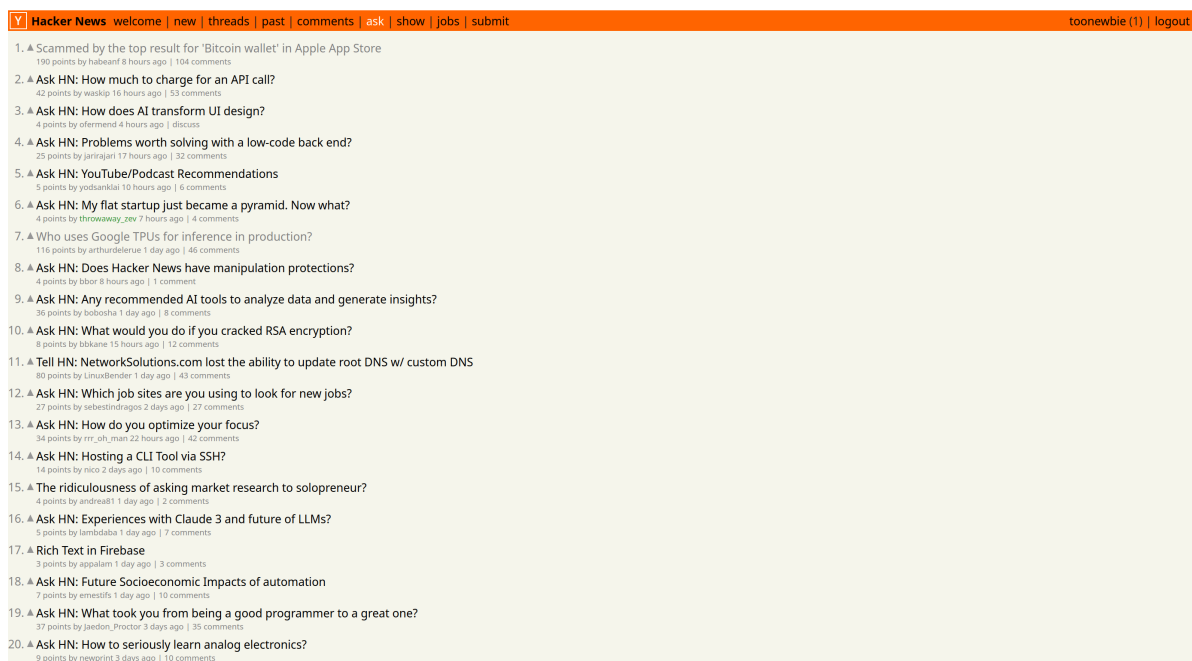 Y Hacker News welcome | new | threads | past | comments | ask | show | jobs | submit toonewbie (1) | logout
1. Scammed by the top result for 'Bitcoin wallet' in Apple App Store
190 points by habeanf 8 hours ago | 104 comments
2. Ask HN: How much to charge for an API call?
42 points by waskip 16 hours ago | 53 comments
3. Ask HN: How does AI transform UI design?
4 points by ofermend 4 hours ago | discuss
4. Ask HN: Problems worth solving with a low-code back end?
25 points by jarirajari 17 hours ago | 32 comments
5. Ask HN: YouTube/Podcast Recommendations
5 points by yodsanklai 10 hours ago | 6 comments
6. Ask HN: My flat startup just became a pyramid. Now what?
4 points by throwaway_zev 7 hours ago | 4 comments
7. Who uses Google TPUs for inference in production?
116 points by arthurdelerue 1 day ago | 46 comments
8. Ask HN: Does Hacker News have manipulation protections?
4 points by bbor 8 hours ago | 1 comment
9. Ask HN: Any recommended AI tools to analyze data and generate insights?
36 points by bobosha 1 day ago | 8 comments
10. Ask HN: What would you do if you cracked RSA encryption?
8 points by bbkane 15 hours ago | 12 comments
11. Tell HN: NetworkSolutions.com lost the ability to update root DNS w/ custom DNS
80 points by LinuxBender 1 day ago | 43 comments
12. Ask HN: Which job sites are you using to look for new jobs?
27 points by sebestindragos 2 days ago | 27 comments
13. Ask HN: How do you optimize your focus?
34 points by rrr_oh_man 22 hours ago | 42 comments
14. Ask HN: Hosting a CLI Tool via SSH?
14 points by nico 2 days ago | 10 comments
15. The ridiculousness of asking market research to solopreneur?
4 points by andrea81 1 day ago | 2 comments
16. Ask HN: Experiences with Claude 3 and future of LLMs?
5 points by lambdaba 1 day ago | 7 comments
17. Rich Text in Firebase
3 points by appalam 1 day ago | 3 comments
18. Ask HN: Future Socioeconomic Impacts of automation
7 points by emestifs 1 day ago | 10 comments
19. Ask HN: What took you from being a good programmer to a great one?
37 points by Jaedon_Proctor 3 days ago | 35 comments
20. Ask HN: How to seriously learn analog electronics?
9 points by newprint 3 days ago | 10 comments